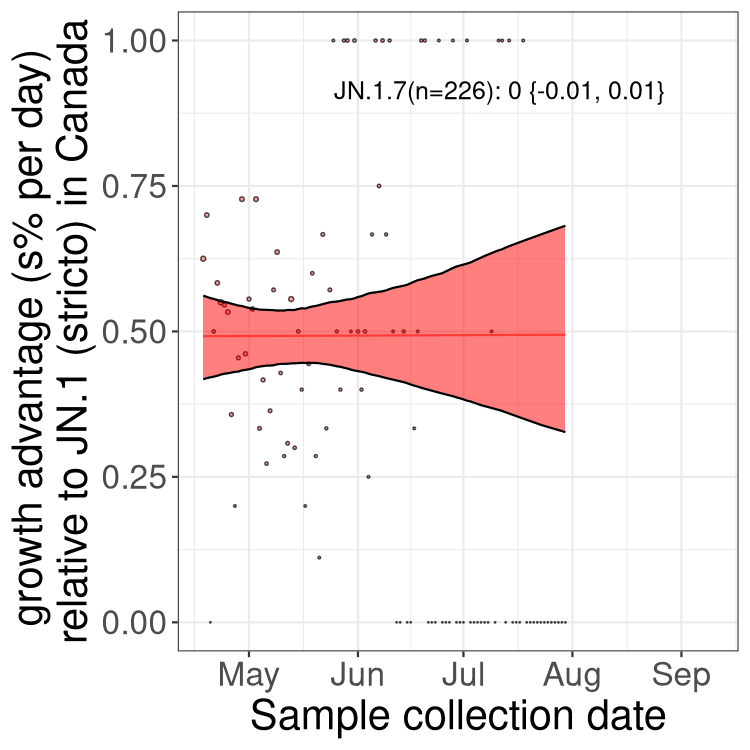 growth advantage (s% per day)
relative to JN.1 (stricto) in Canada
1.00
0.75
0.50
0.25
0.00
JN.1.7(n=226): 0 {-0.01, 0.01}
May Jun Jul Aug Sep
Sample collection date